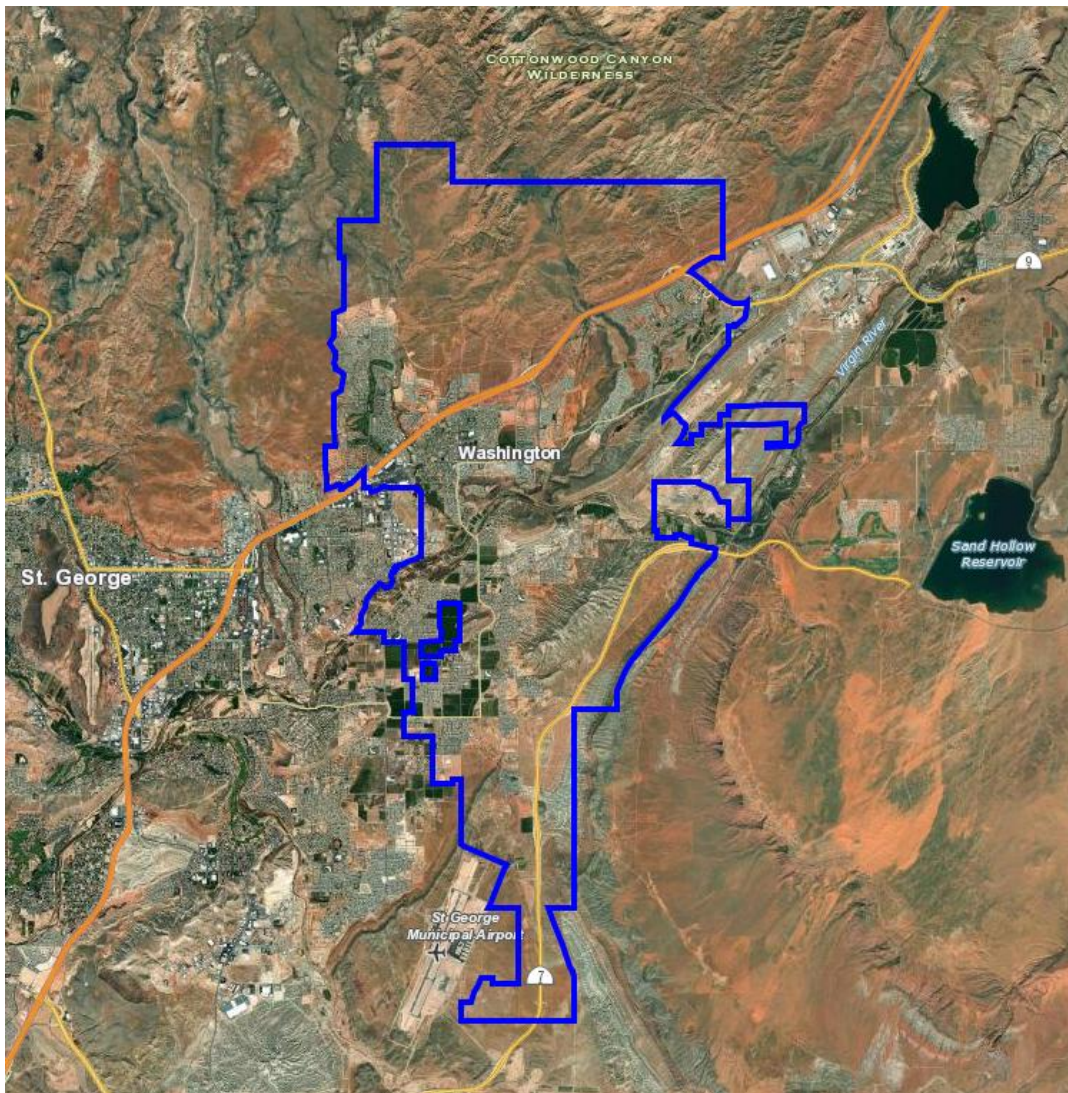 COTTONWOOD CANYON
WILDERNESS
9
Virgin River
Washington
Sand Hollow
Reservoir
St. George
St George
Municipal Airport
7